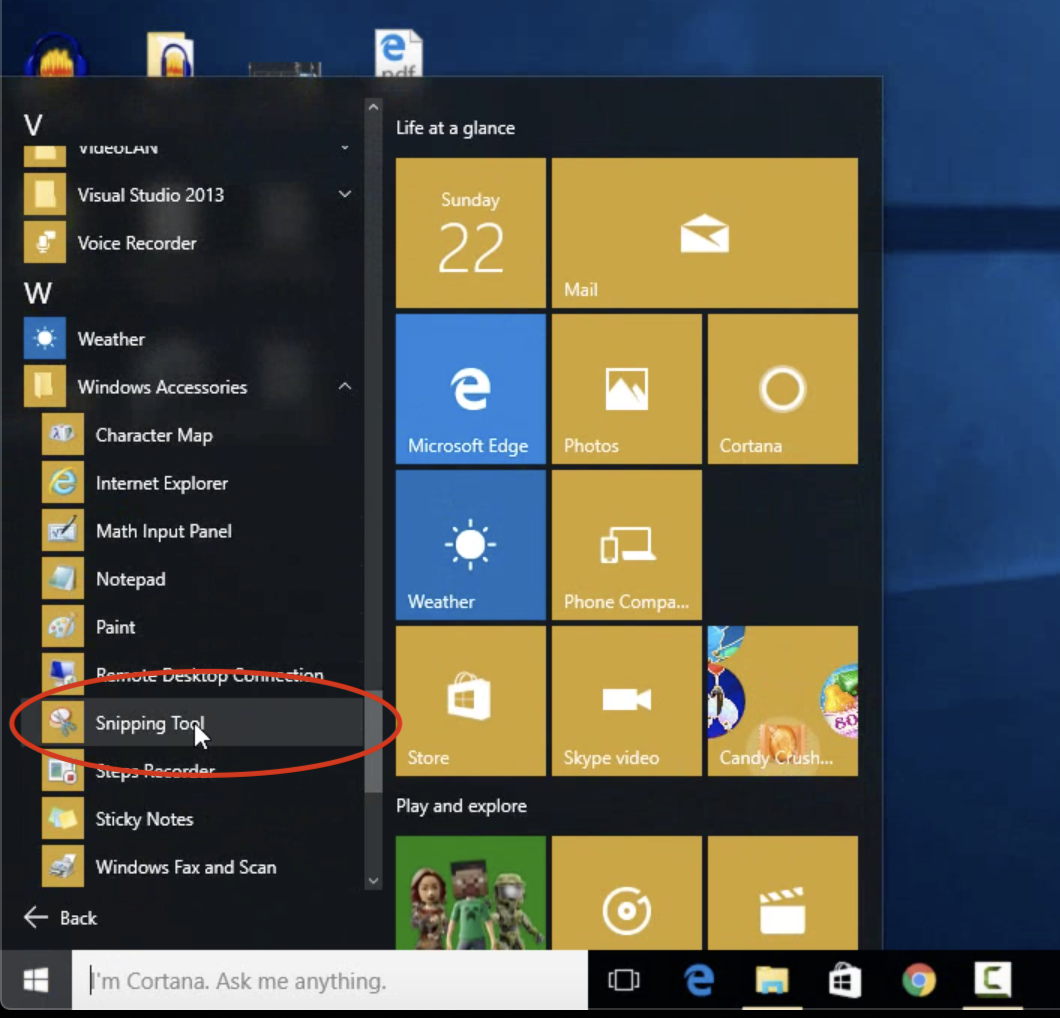 pdf
V
VideoLAN
Visual Studio 2013
Voice Recorder
W
Weather
Windows Accessories
Character Map
Internet Explorer
Math Input Panel
Notepad
Paint
Remote Desktop Connection
Snipping Tool
Steps Recorder
Sticky Notes
Windows Fax and Scan
Back
Life at a glance
Sunday
22
Mail
Microsoft Edge
Photos
Cortana
Weather
Phone Compa...
Store
Skype video
Candy Crush...
Play and explore
I'm Cortana. Ask me anything.